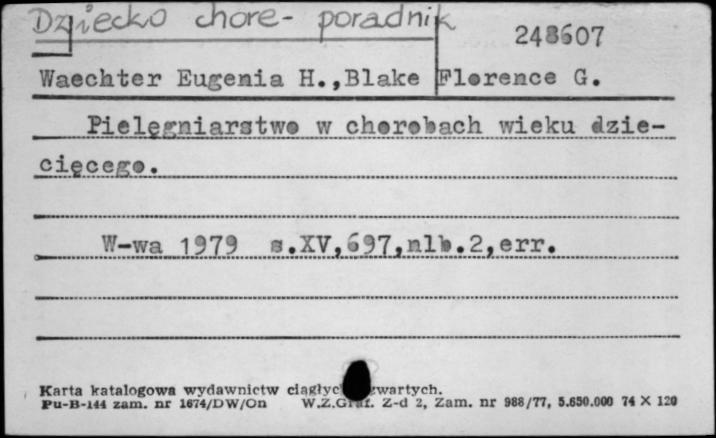 Dziecko chore- poradnik
248607
Waechter Eugenia H.,Blake Florence G.
Pielęgniarstwo w chorobach wieku dzie-
cięcego.
W-wa 1979 s.XV,697,nlb.2,err.
Karta katalogowa wydawnictw ciągłyc zwartych.
Pu-B-144 zam. nr 1674/DW/On W.Z.Graf. Z-d 2, Zam. nr 988/77, 5.650.000 74 X 120